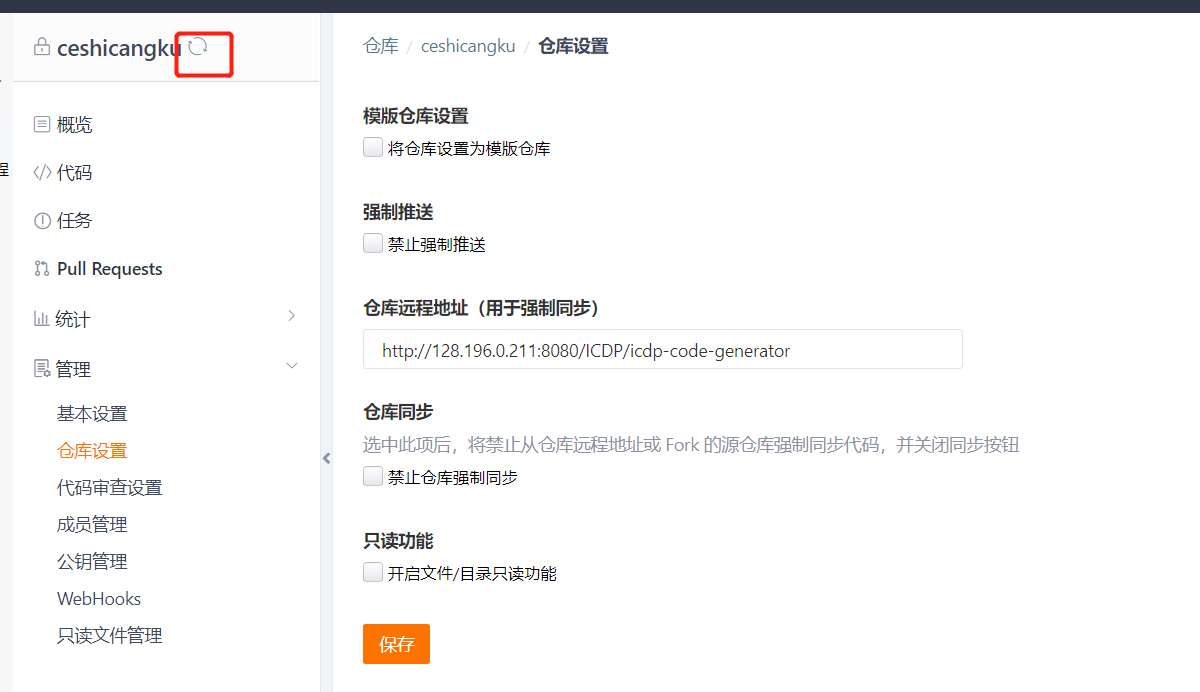 ceshicangku
程
概览
代码
任务
Pull Requests
统计
管理
基本设置
仓库设置
代码审查设置
成员管理
公钥管理
WebHooks
只读文件管理
仓库 / ceshicangku / 仓库设置
模版仓库设置
将仓库设置为模版仓库
强制推送
禁止强制推送
仓库远程地址（用于强制同步）
http://128.196.0.211:8080/ICDP/icdp-code-generator
仓库同步
选中此项后，将禁止从仓库远程地址或 Fork 的源仓库强制同步代码，并关闭同步按钮
禁止仓库强制同步
只读功能
开启文件/目录只读功能
保存